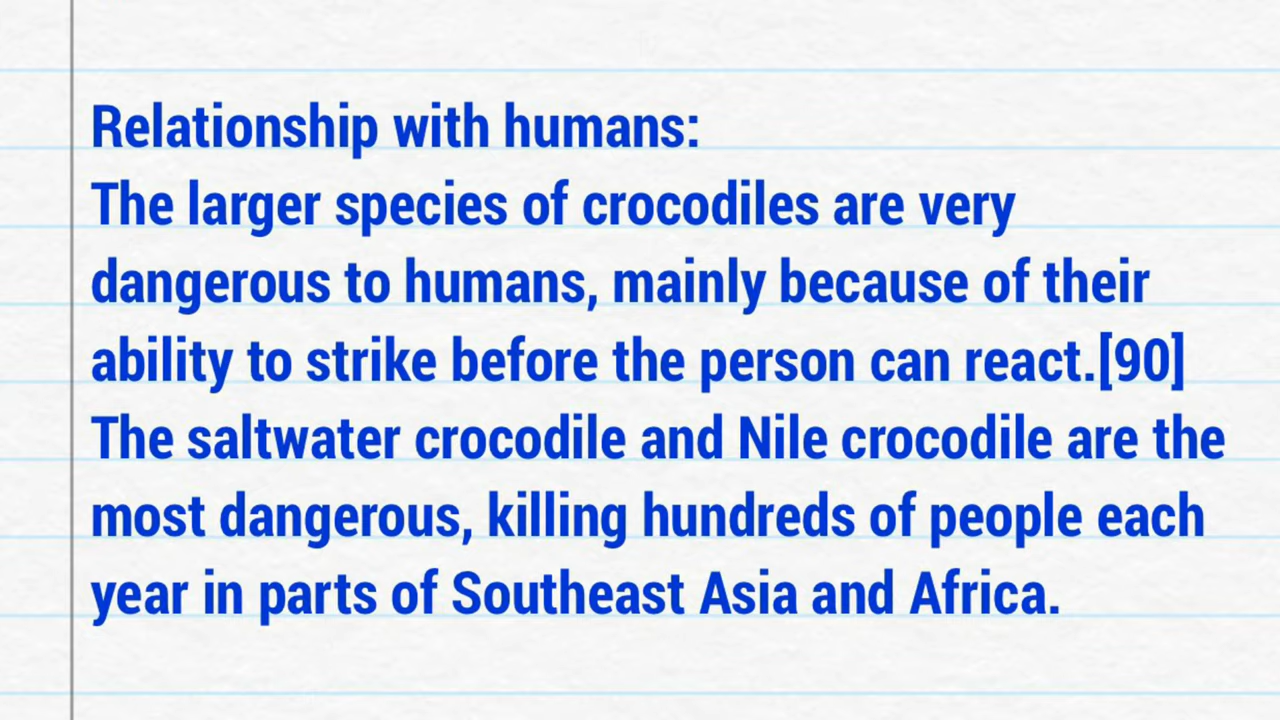 Relationship with humans:
The larger species of crocodiles are very
dangerous to humans, mainly because of their
ability to strike before the person can react.[90]
The saltwater crocodile and Nile crocodile are the
most dangerous, killing hundreds of people each
year in parts of Southeast Asia and Africa.